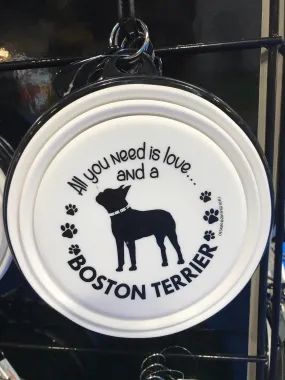 All you need is love...
and a
BOSTON TERRIER